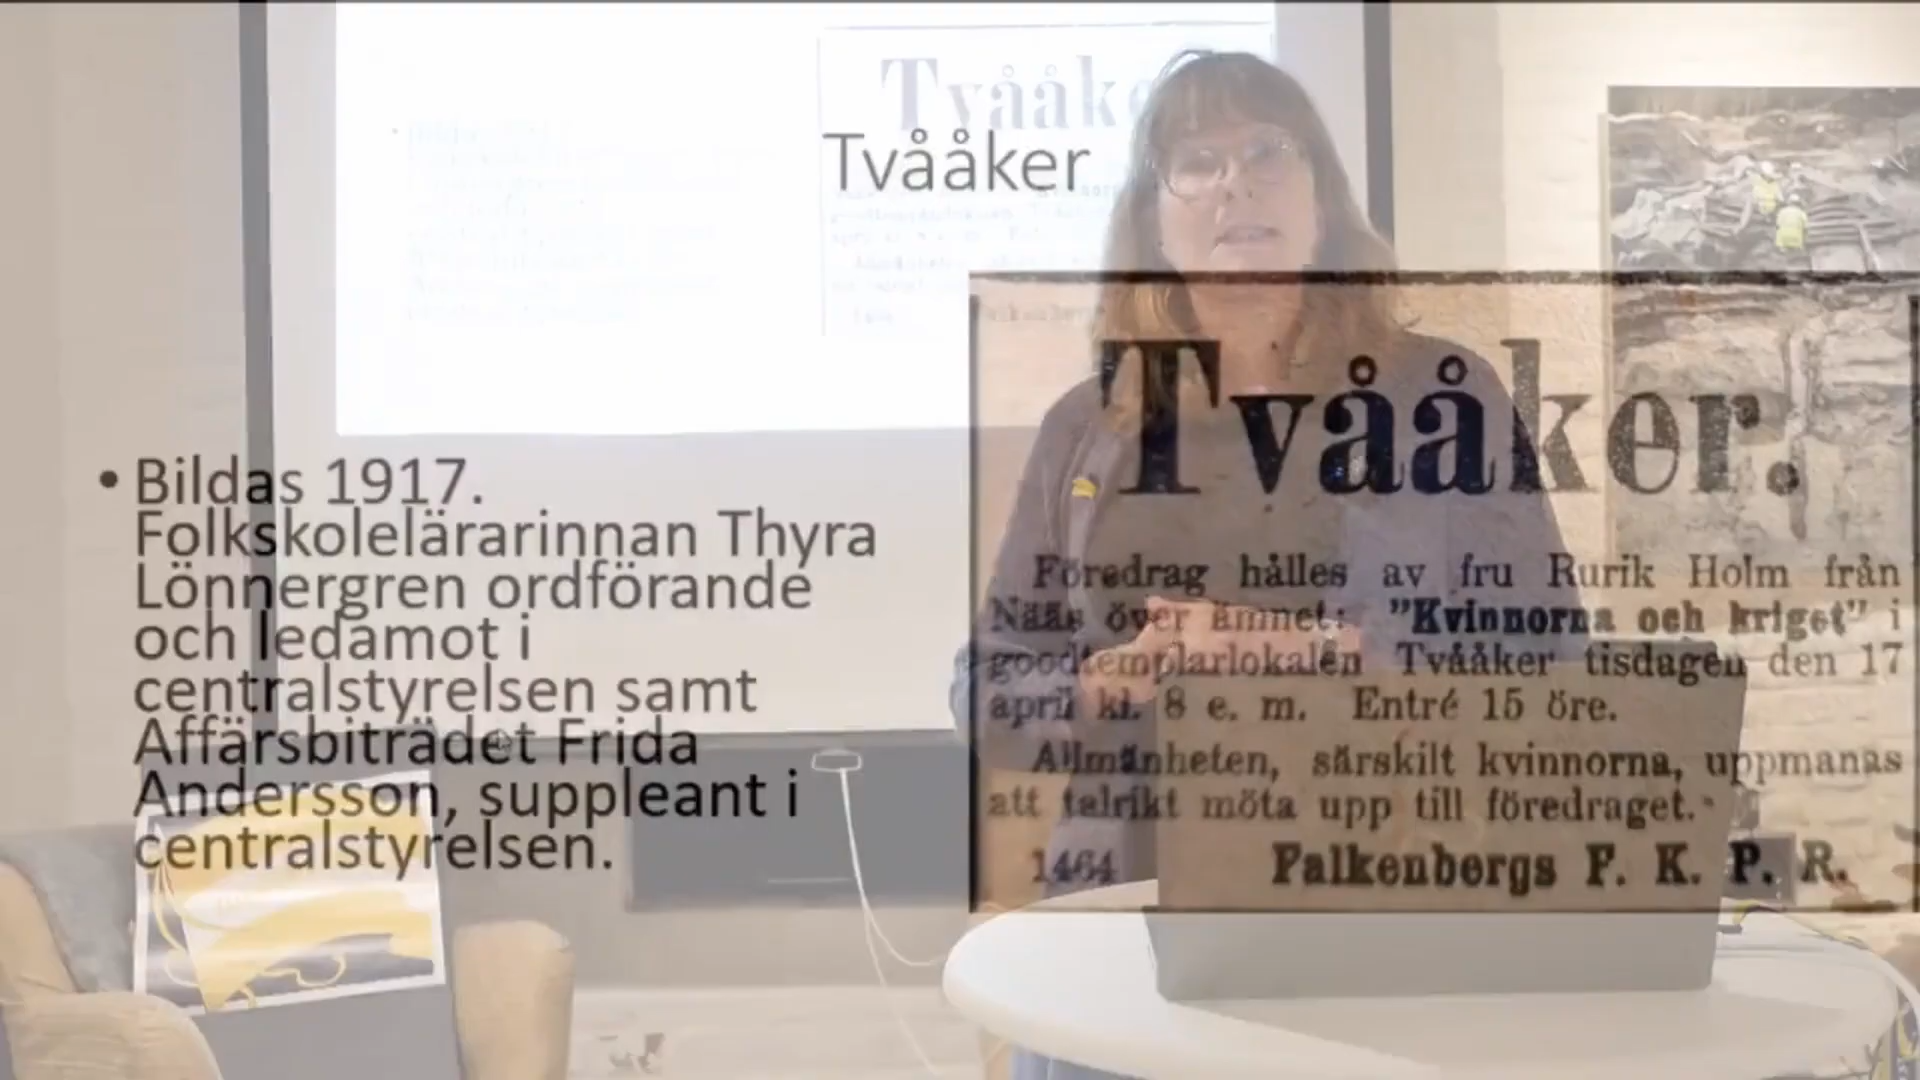 Tvååker
• Bildas 1917.
Folkskolelärarinnan Thyra
Lönnergren ordförande
och ledamot i
centralstyrelsen samt
Affärsbiträdet Frida
Andersson, suppleant i
centralstyrelsen.
Tvååker.
Föredrag hålles av fru Rurik Holm från
Nääs över ämnet: ”Kvinnorna och kriget” i
goodtemplarlokalen Tvååker tisdagen den 17
april kl. 8 e. m. Entré 15 öre.
Allmänheten, särskilt kvinnorna, uppmanas
att talrikt möta upp till föredraget.
1464 Falkenbergs F. K. P. R.
Tvååke